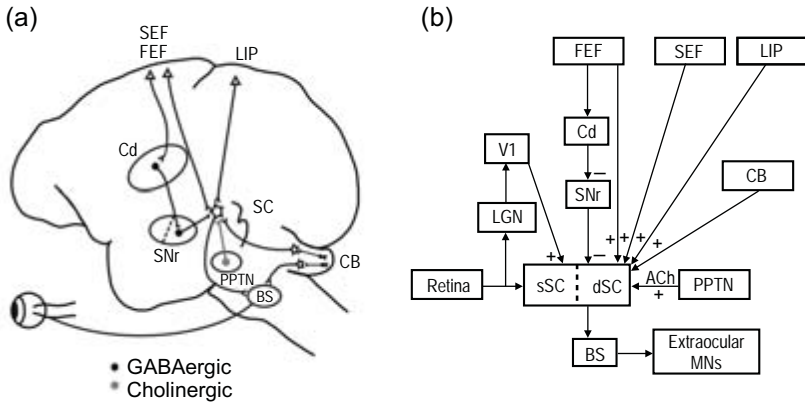 (a)
SEF
FEF
LIP
Cd
SC
SNr
PPTN
CB
BS
GABAergic
Cholinergic
(b)
FEF
SEF
LIP
Cd
V1
–
SNr
CB
LGN
+
–
+
+
+
+
Retina
sSC
dSC
ACh
+
PPTN
BS
Extraocular
MNs